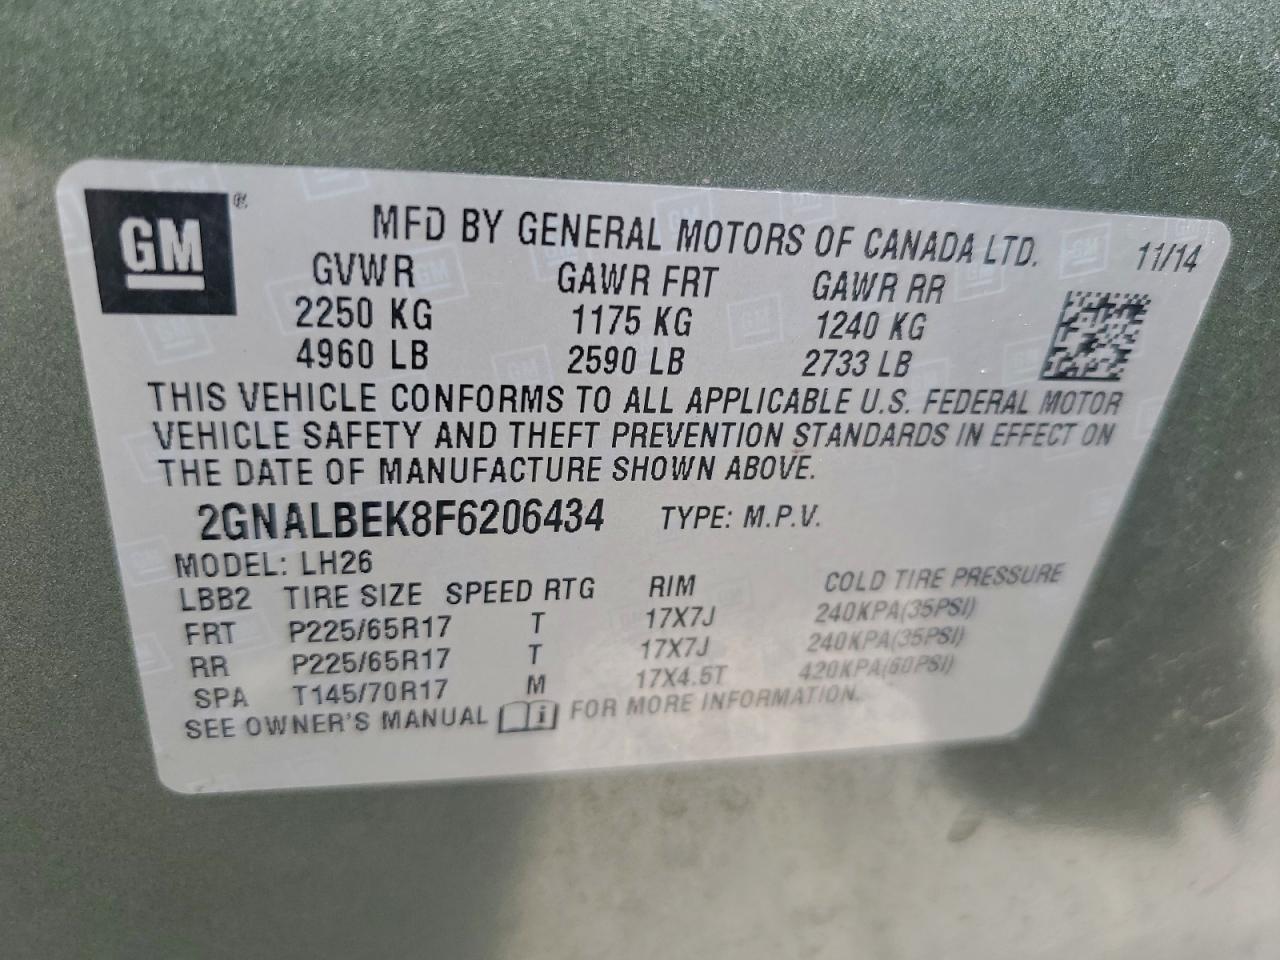 GM ®
MFD BY GENERAL MOTORS OF CANADA LTD. 11/14
GVWR GAWR FRT GAWR RR
2250 KG 1175 KG 1240 KG
4960 LB 2590 LB 2733 LB
THIS VEHICLE CONFORMS TO ALL APPLICABLE U.S. FEDERAL MOTOR
VEHICLE SAFETY AND THEFT PREVENTION STANDARDS IN EFFECT ON
THE DATE OF MANUFACTURE SHOWN ABOVE.
2GNALBEK8F6206434 TYPE: M.P.V.
MODEL: LH26
LBB2 TIRE SIZE SPEED RTG RIM COLD TIRE PRESSURE
FRT P225/65R17 T 17X7J 240KPA(35PSI)
RR P225/65R17 T 17X7J 240KPA(35PSI)
SPA T145/70R17 M 17X4.5T 420KPA(60PSI)
SEE OWNER'S MANUAL i FOR MORE INFORMATION.